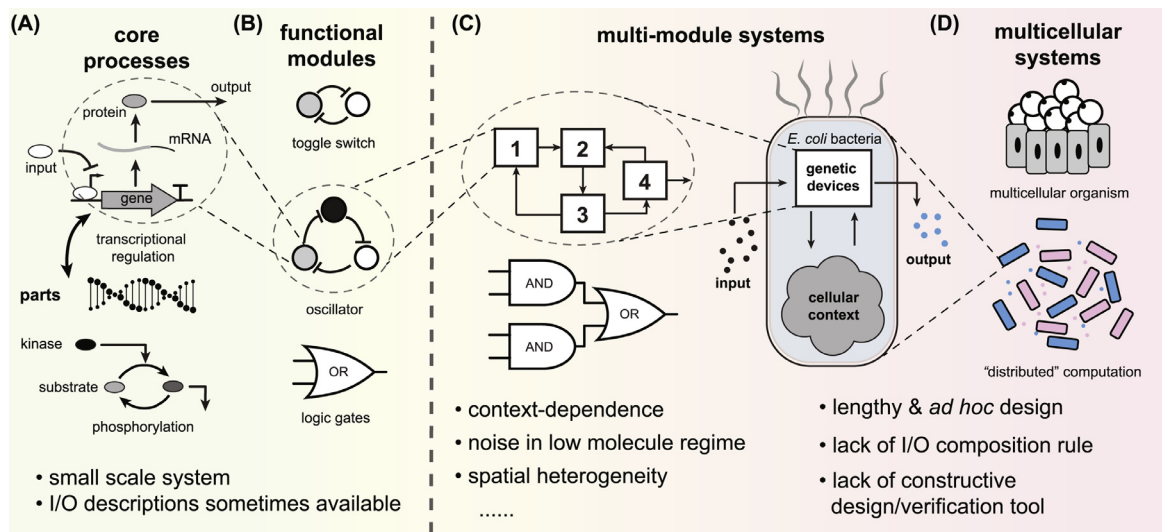 (A)
core
processes
output
protein
mRNA
input
gene
transcriptional
regulation
parts
kinase
substrate
phosphorylation
(B)
functional
modules
toggle switch
oscillator
OR
logic gates
• small scale system
• I/O descriptions sometimes available
(C)
multi-module systems
1
2
3
4
AND
AND
OR
E. coli bacteria
genetic
devices
input
output
cellular
context
• context-dependence
• noise in low molecule regime
• spatial heterogeneity
......
(D)
multicellular
systems
multicellular organism
“distributed” computation
• lengthy & ad hoc design
• lack of I/O composition rule
• lack of constructive
design/verification tool